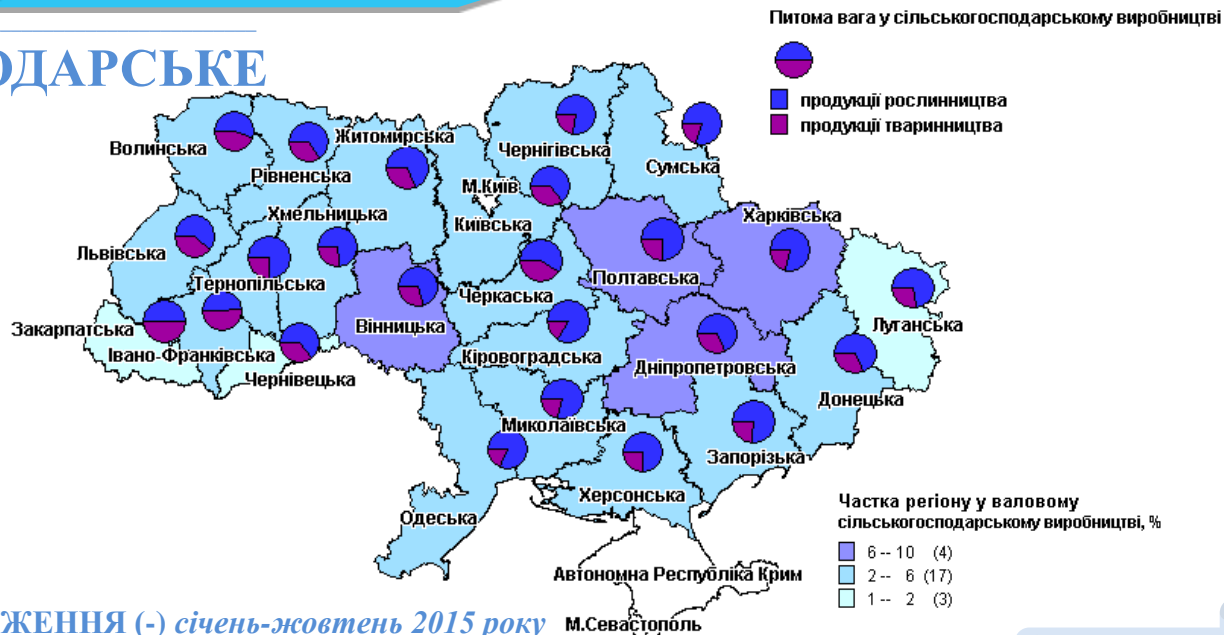 Питома вага у сільськогосподарському виробництві
ОДАРСЬКЕ
продукції рослинництва
продукції тваринництва
Волинська
Рівненська
Житомирська
Чернігівська
Сумська
М.Київ
Київська
Хмельницька
Харківська
Львівська
Тернопільська
Полтавська
Черкаська
Вінницька
Луганська
Закарпатська
Івано-Франківська
Чернівецька
Кіровоградська
Дніпропетровська
Донецька
Миколаївська
Запорізька
Херсонська
Одеська
Частка регіону у валовому
сільськогосподарському виробництві, %
6 -- 10 (4)
2 -- 6 (17)
1 -- 2 (3)
Автономна Республіка Крим
М.Севастополь
ЖЕННЯ (-) січень-жовтень 2015 року